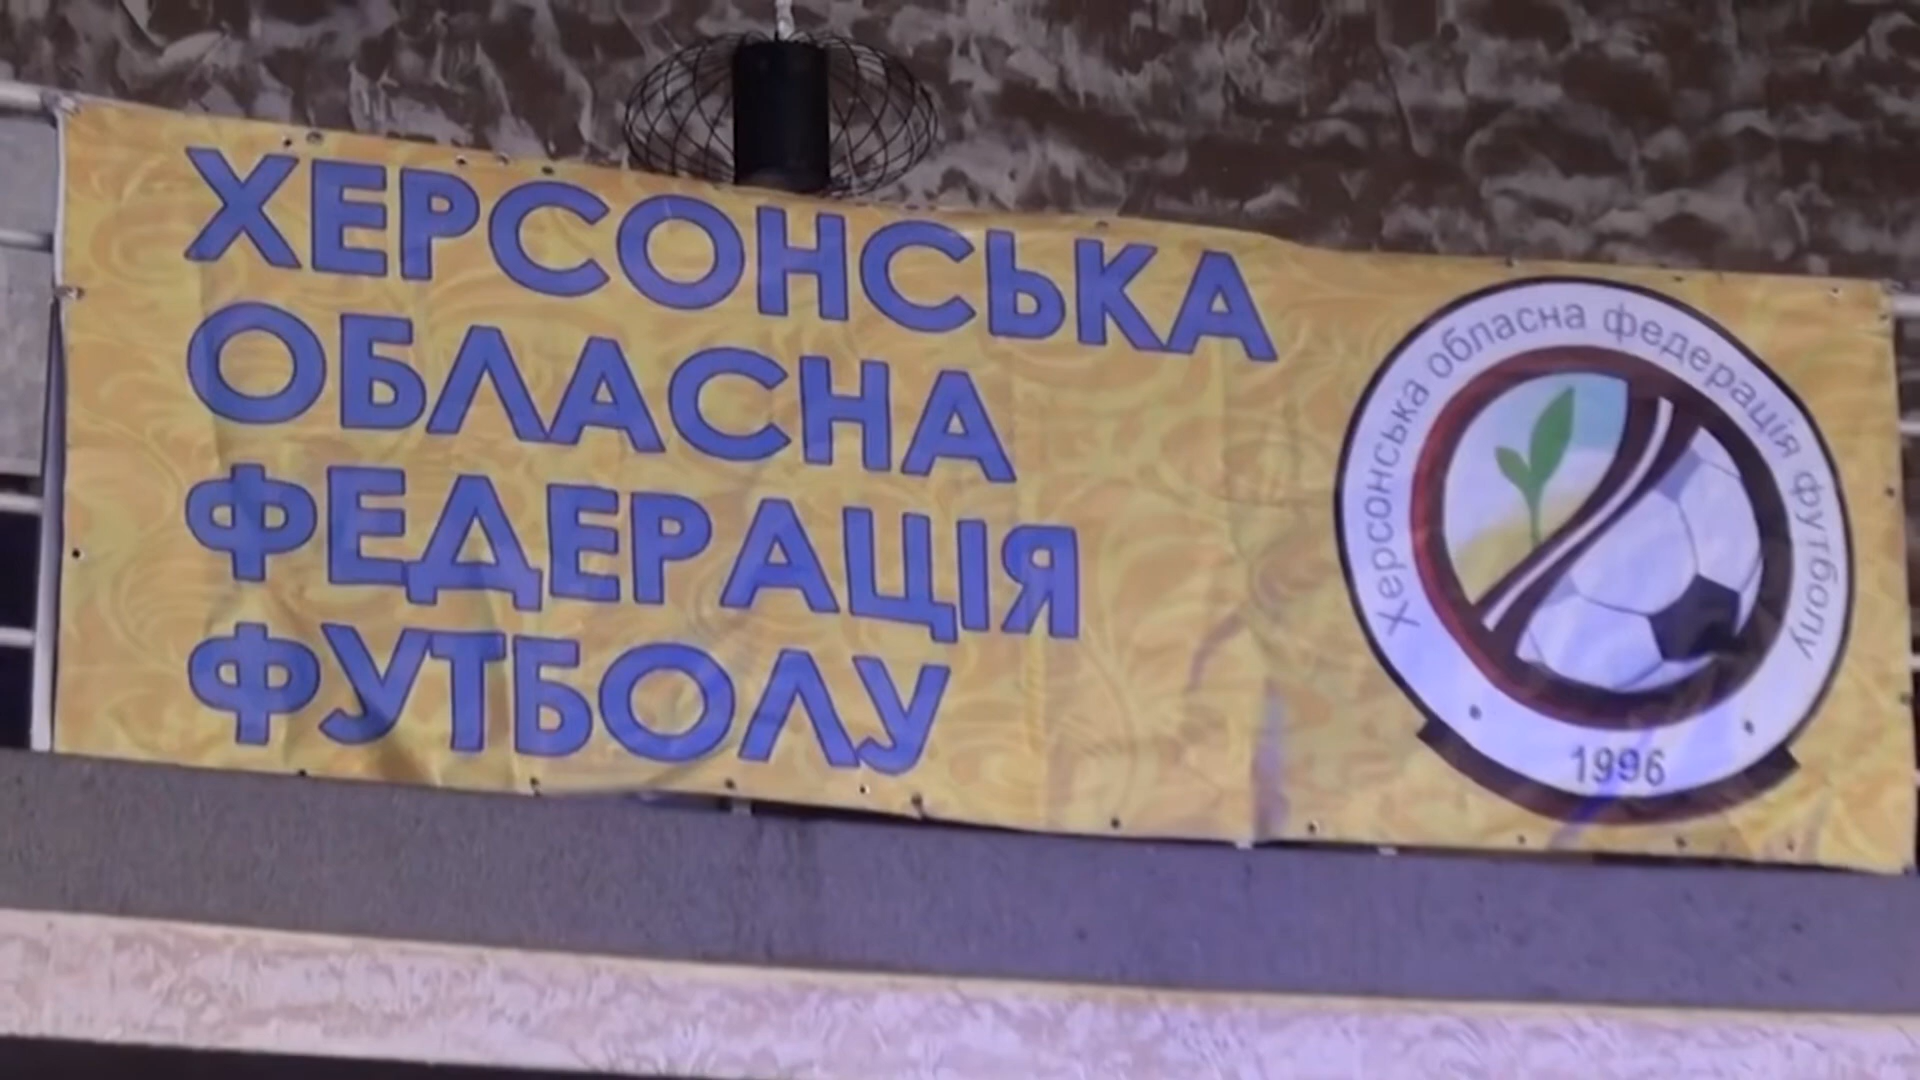 ХЕРСОНСЬКА
ОБЛАСНА
ФЕДЕРАЦІЯ
ФУТБОЛУ
Херсонська обласна федерація футболу
1996